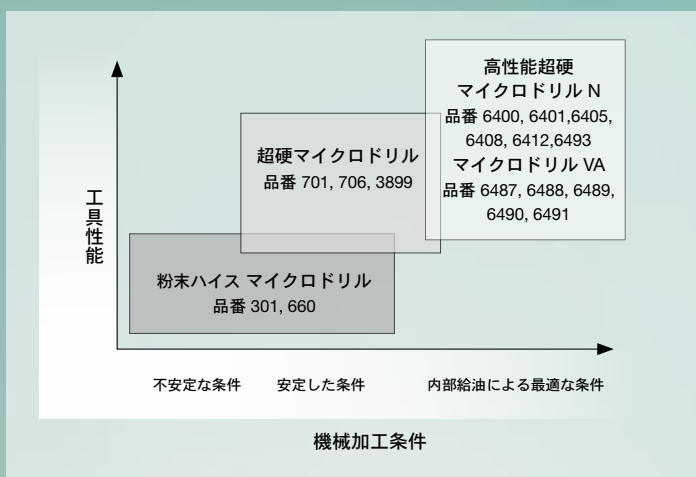 高性能超硬
マイクロドリル N
品番 6400, 6401,6405,
6408, 6412,6493
マイクロドリル VA
品番 6487, 6488, 6489,
6490, 6491
超硬マイクロドリル
品番 701, 706, 3899
工具性能
粉末ハイス マイクロドリル
品番 301, 660
不安定な条件 安定した条件 内部給油による最適な条件
機械加工条件